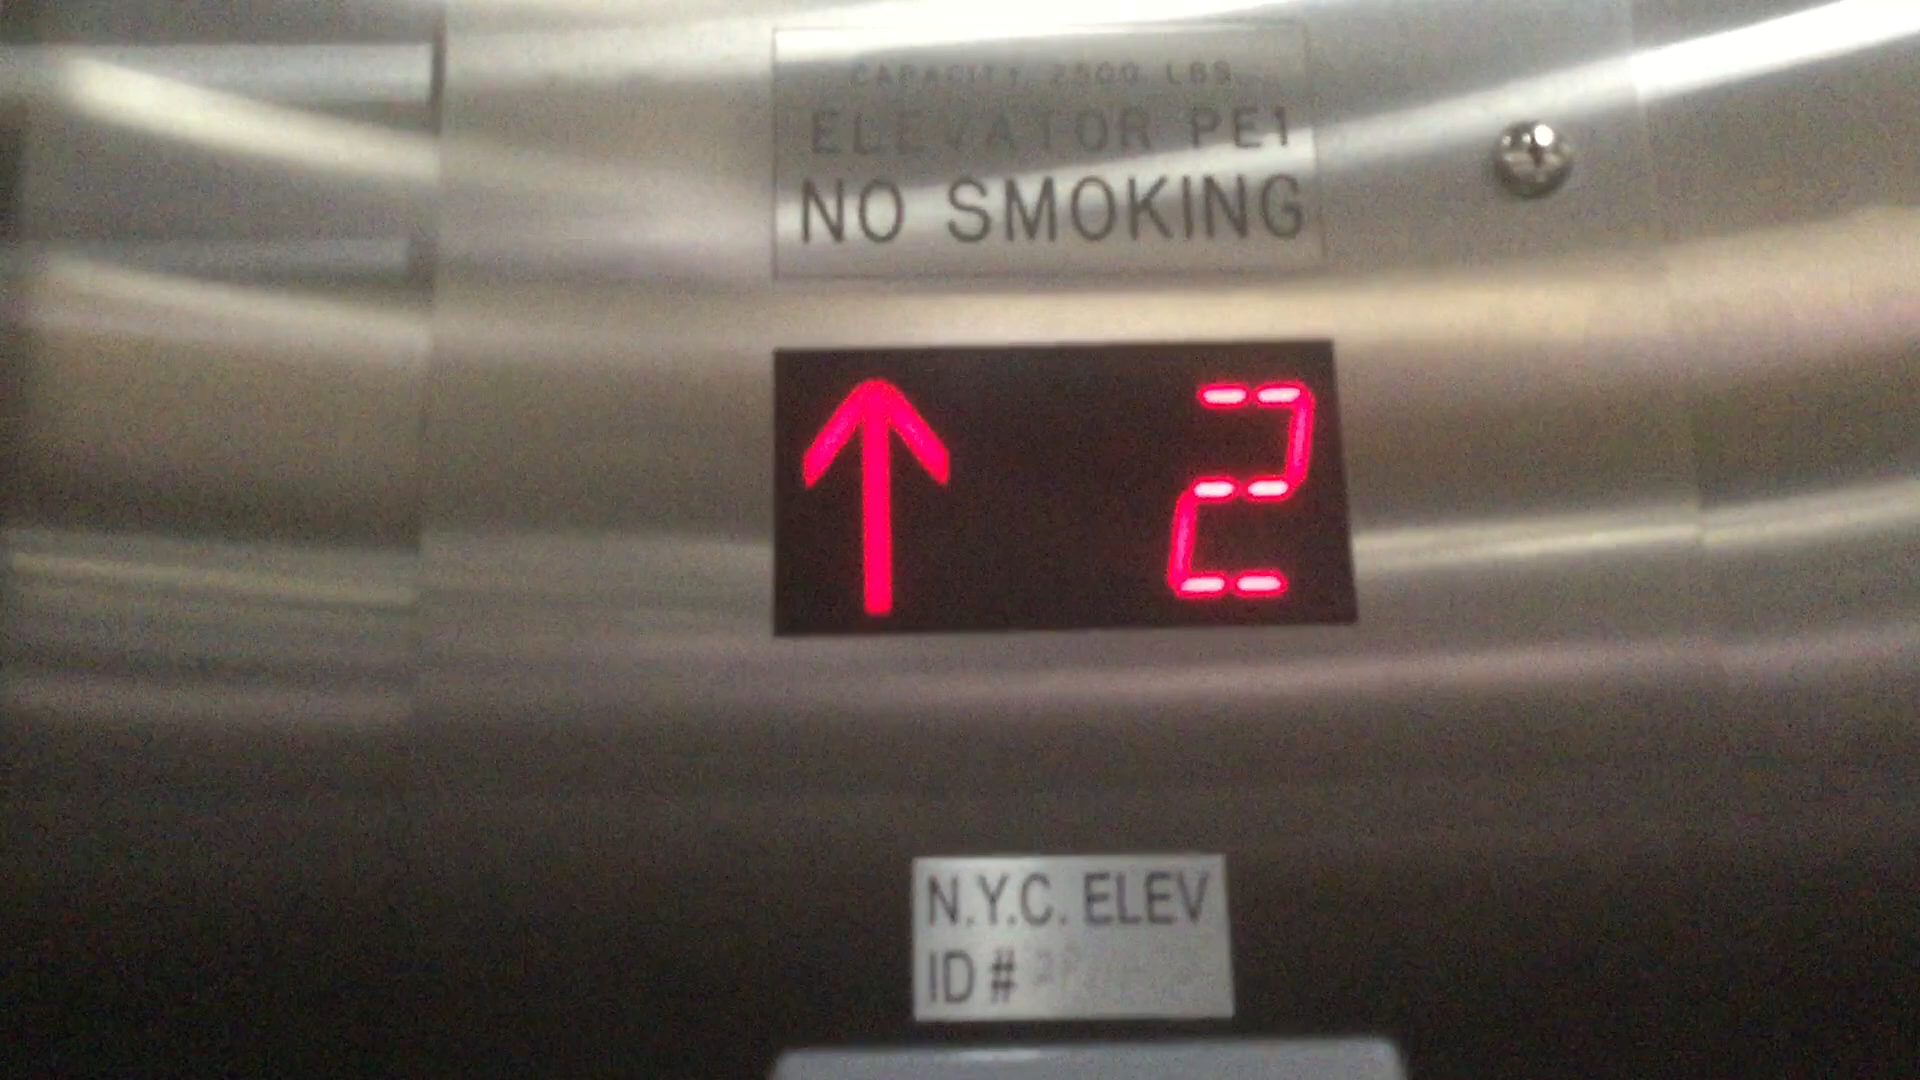 CAPACITY 2500 LBS.
ELEVATOR PE1
NO SMOKING
2
N.Y.C. ELEV
ID #